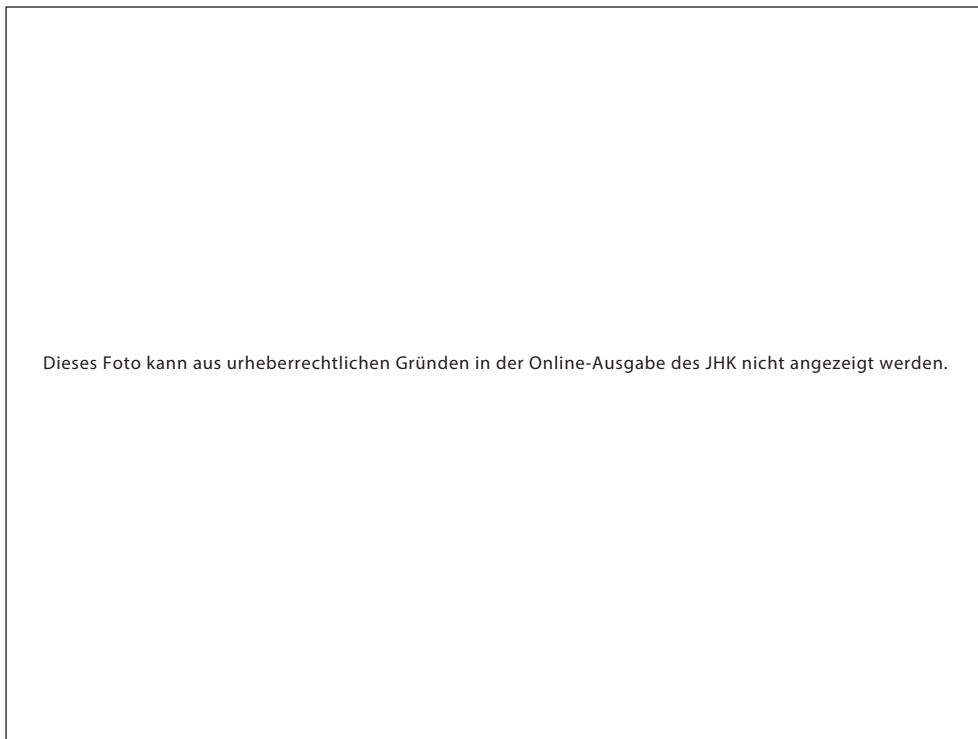 Dieses Foto kann aus urheberrechtlichen Gründen in der Online-Ausgabe des JHK nicht angezeigt werden.